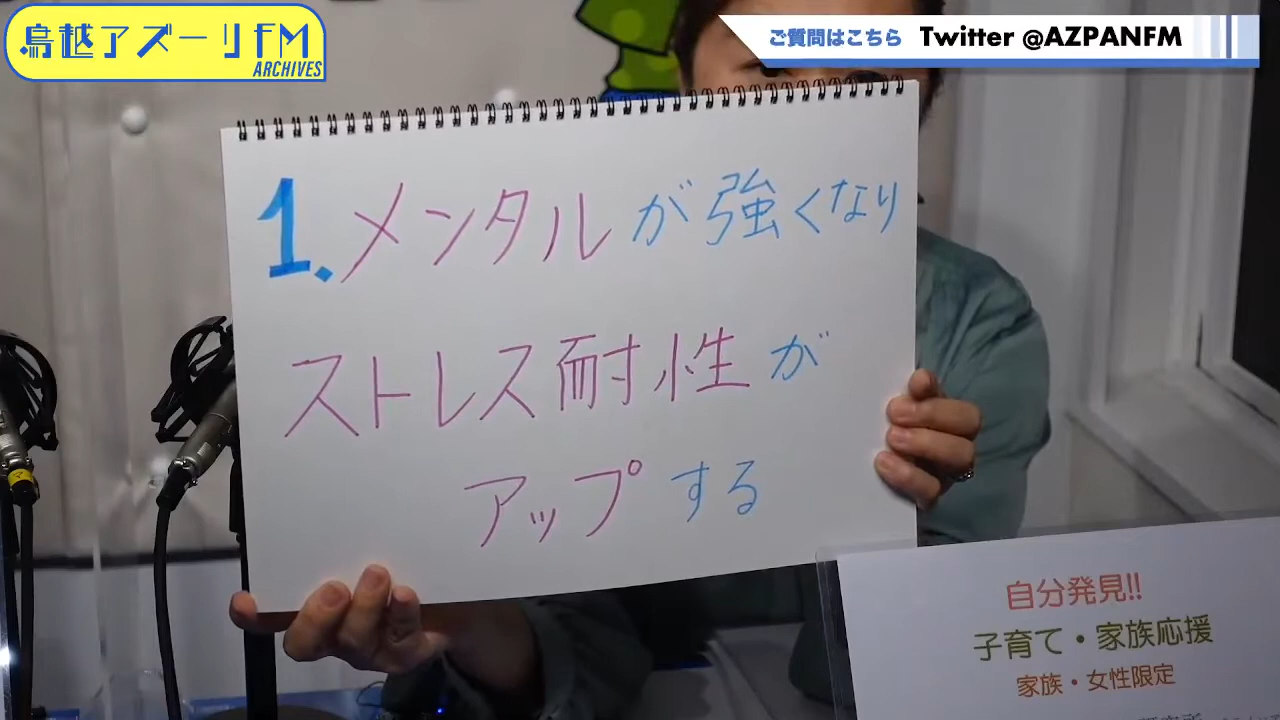 鳥越アズーリFM
ARCHIVES
ご質問はこちら Twitter @AZPANFM
1.メンタルが強くなり
ストレス耐性が
アップする
自分発見!!
子育て・家族応援
家族・女性限定